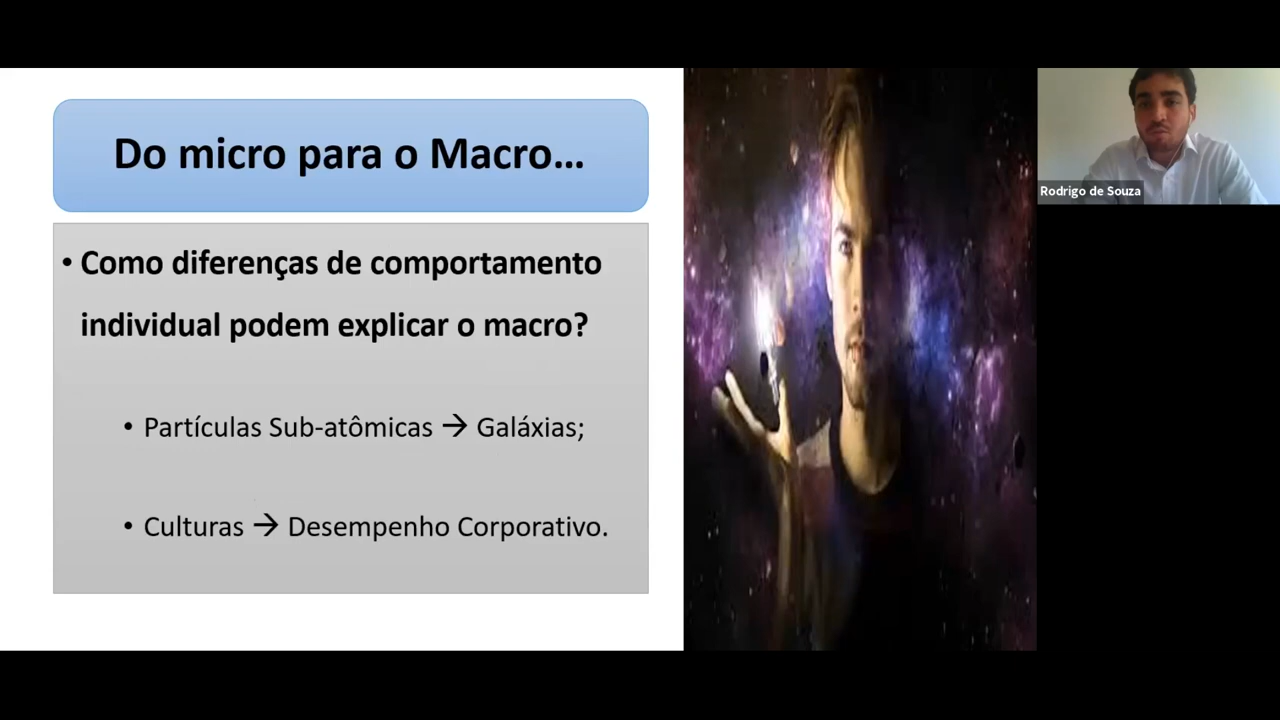 Do micro para o Macro...
• Como diferenças de comportamento
individual podem explicar o macro?
• Partículas Sub-atômicas → Galáxias;
• Culturas → Desempenho Corporativo.
Rodrigo de Souza